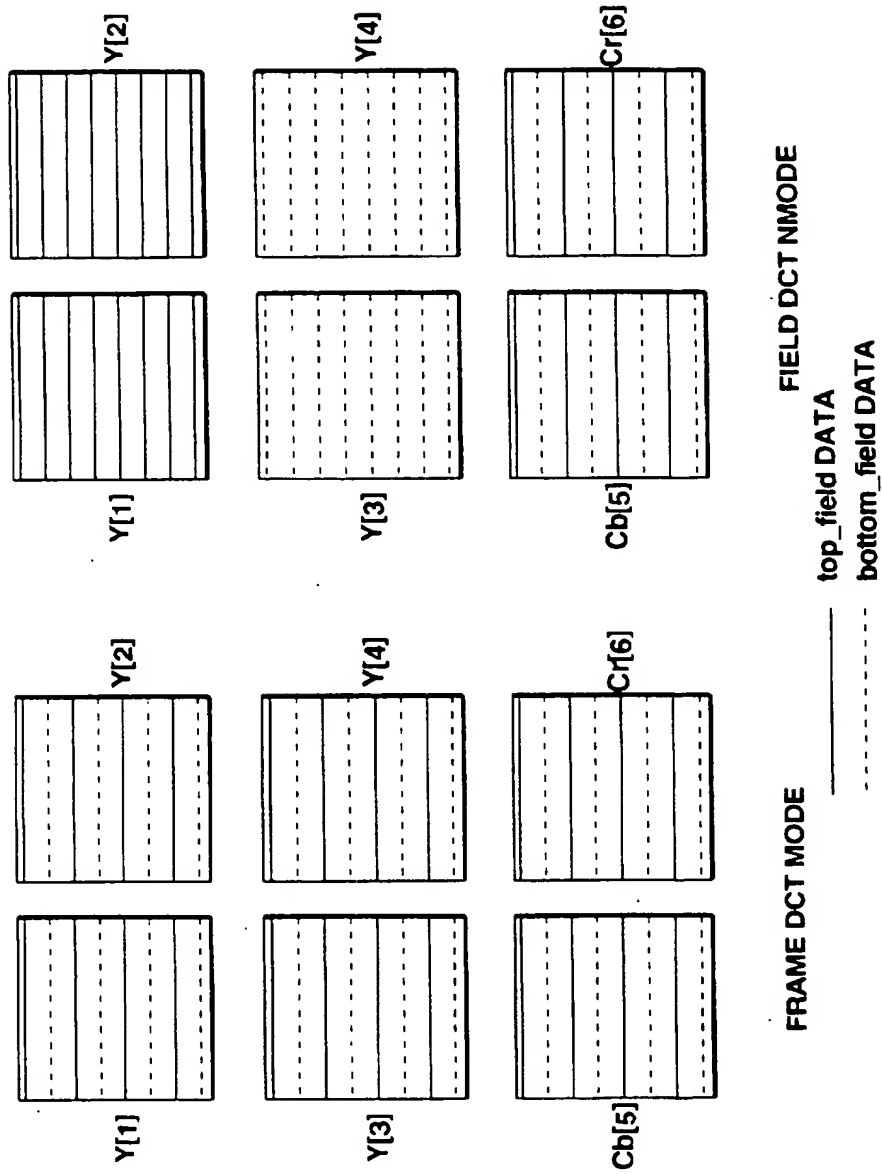 Y[1]
Y[2]
Y[3]
Y[4]
Cb[5]
Cr[6]
FRAME DCT MODE
Y[1]
Y[2]
Y[3]
Y[4]
Cb[5]
Cr[6]
FIELD DCT NMODE
top_field DATA
bottom_field DATA